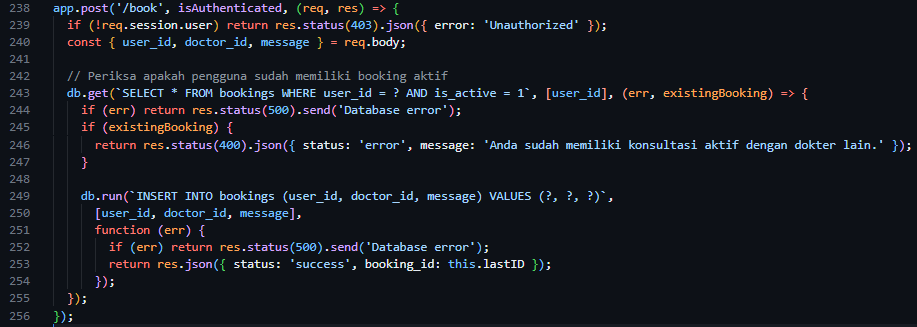 238 app.post('/book', isAuthenticated, (req, res) => {
239   if (!req.session.user) return res.status(403).json({ error: 'Unauthorized' });
240   const { user_id, doctor_id, message } = req.body;
241
242   // Periksa apakah pengguna sudah memiliki booking aktif
243   db.get(`SELECT * FROM bookings WHERE user_id = ? AND is_active = 1`, [user_id], (err, existingBooking) => {
244     if (err) return res.status(500).send('Database error');
245     if (existingBooking) {
246       return res.status(400).json({ status: 'error', message: 'Anda sudah memiliki konsultasi aktif dengan dokter lain.' });
247     }
248
249     db.run(`INSERT INTO bookings (user_id, doctor_id, message) VALUES (?, ?, ?)`,
250       [user_id, doctor_id, message],
251       function (err) {
252         if (err) return res.status(500).send('Database error');
253         return res.json({ status: 'success', booking_id: this.lastID });
254       });
255   });
256 });